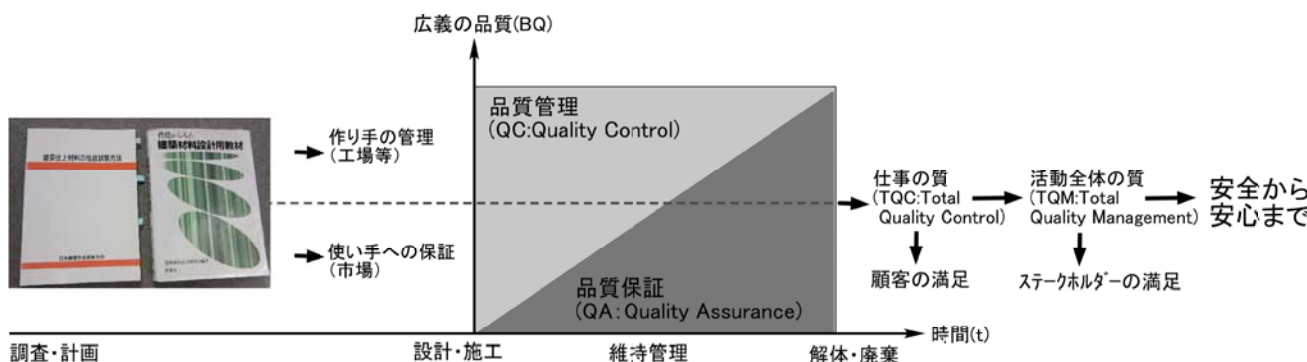 広義の品質(BQ)
品質管理
(QC:Quality Control)
作り手の管理
(工場等)
建築材料設計用教材
使い手への保証
(市場)
仕事の質
(TQC:Total
Quality Control)
活動全体の質
(TQM:Total
Quality Management)
安全から
安心まで
顧客の満足
ステークホルダーの満足
品質保証
(QA:Quality Assurance)
時間(t)
調査・計画
設計・施工
維持管理
解体・廃棄